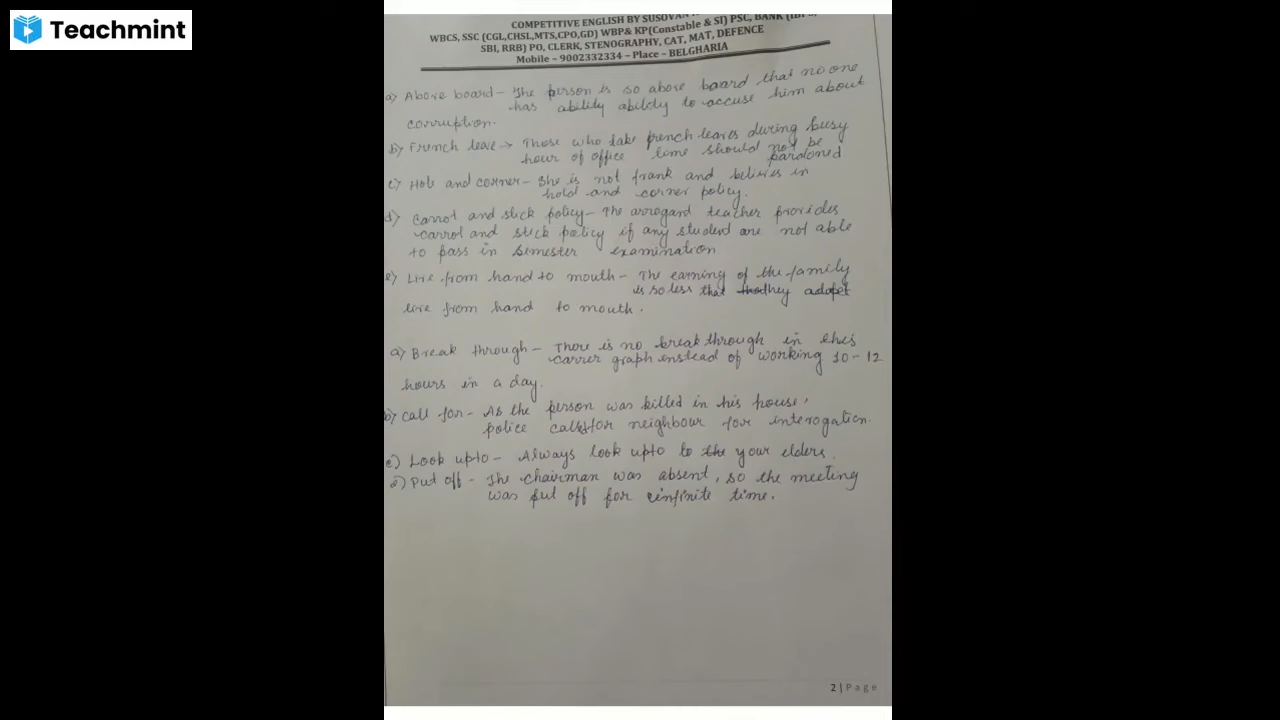 Teachmint
COMPETITIVE ENGLISH BY SUSOVAN
WBCS, SSC (CGL,CHSL,MTS,CPO,GD) WBP& KP(Constable & SI) PSC, BANK
SBI, RRB) PO, CLERK, STENOGRAPHY, CAT, MAT, DEFENCE
Mobile – 9002332334 – Place – BELGHARIA
a) Above board – The person is so above board that no one
has ability ability to accuse him about
corruption.
b) French leave → Those who take french leaves during busy
hour of office time should not be
pardoned
c) Hole and corner – She is not frank and belives in
hold and corner policy.
d) Carrot and stick policy – The arrogard teacher provides
carrot and stick policy if any student are not able
to pass in semester examination.
e) Live from hand to mouth – The earning of the family
is so less that they adopt
live from hand to mouth.
a) Break through – There is no break through in this
carrer graph instead of working 10 – 12
hours in a day.
b) Call for – As the person was killed in his house,
police calls for neighbour for interogation.
c) Look upto – Always look upto to the your elders.
d) Put off – The chairman was absent, so the meeting
was put off for infinite time.
2 | Page